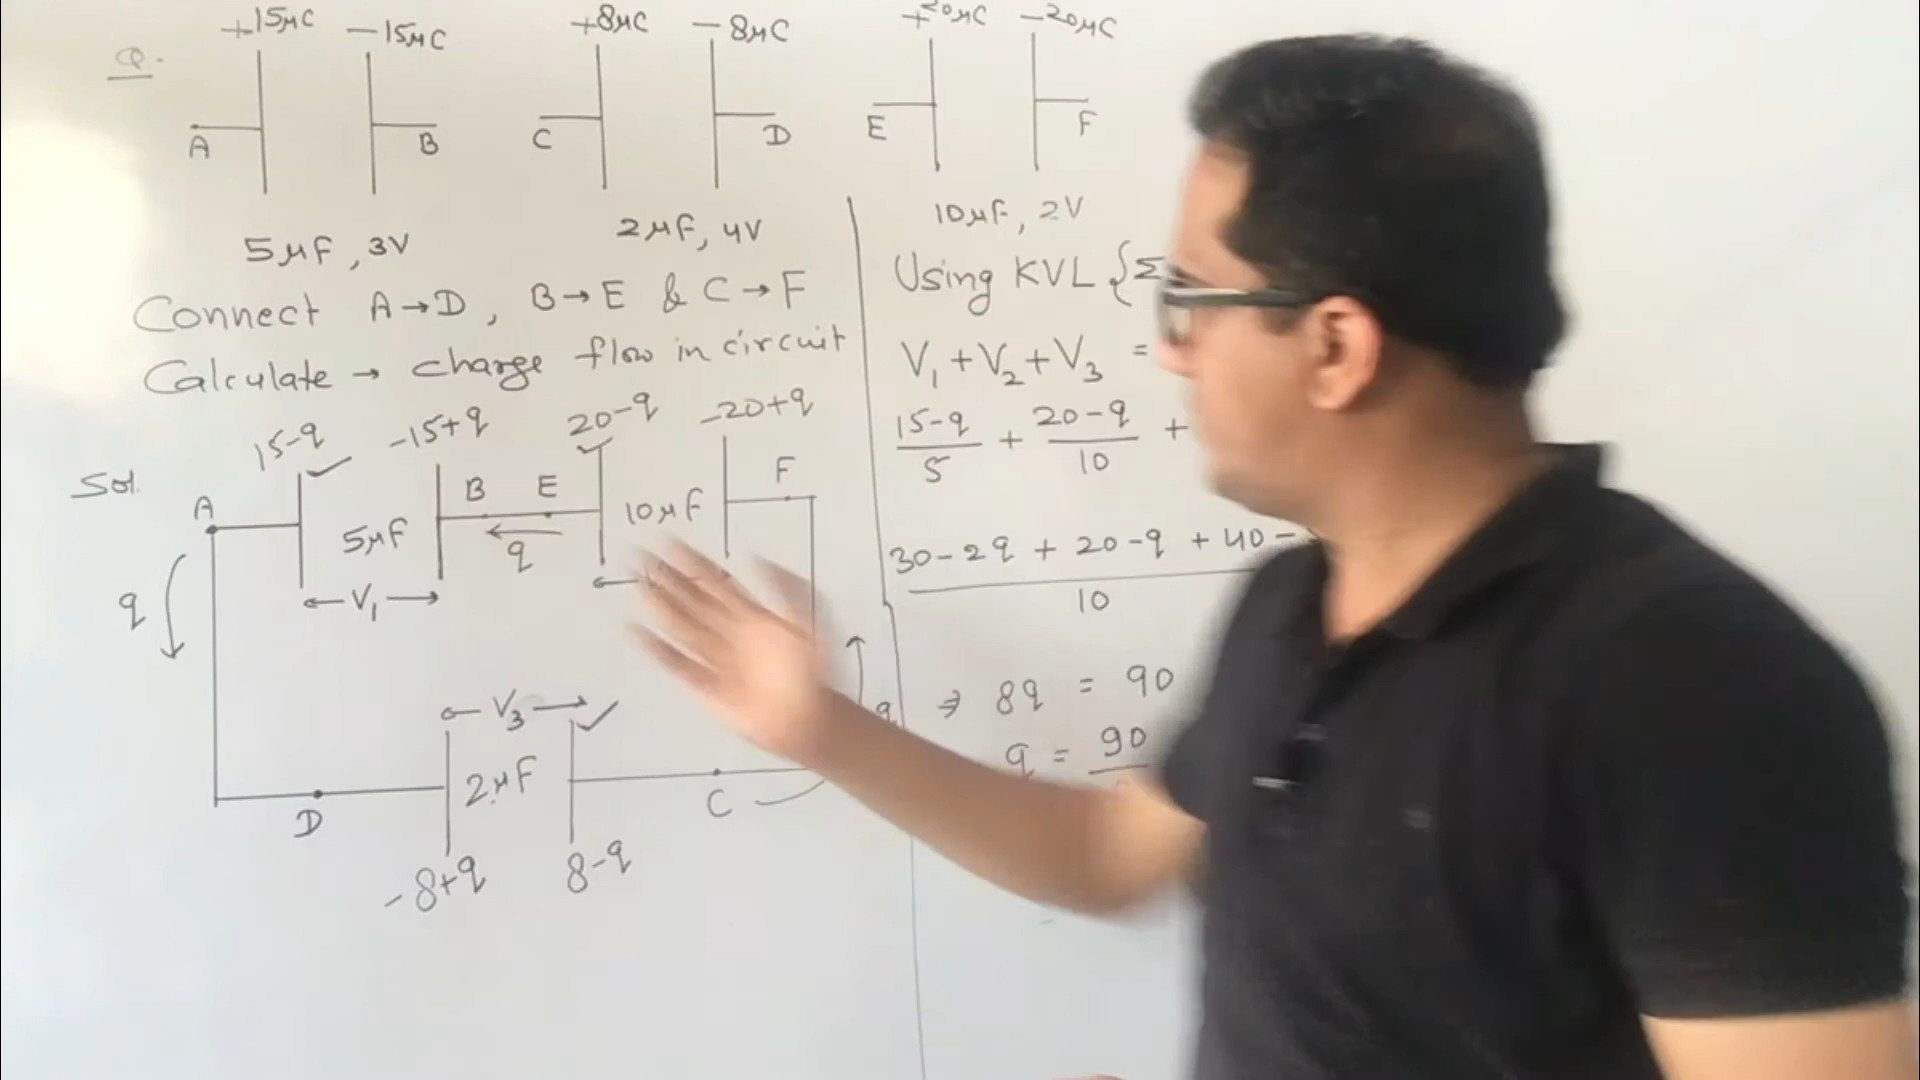 Q.
+15μC -15μC
A B
5μF, 3V
+8μC -8μC
C D
2μF, 4V
+20μC -20μC
E F
10μF, 2V
Connect A→D, B→E & C→F
Calculate → charge flow in circuit
Sol.
15-q -15+q 20-q -20+q
A B E F
5μF 10μF
q
q
←V₁→
←V₃→
2μF
D C
q
-8+q 8-q
Using KVL {Σ
V₁+V₂+V₃ =
15-q/5 + 20-q/10 +
30-2q + 20-q + 40-
10
⇒ 8q = 90
q = 90